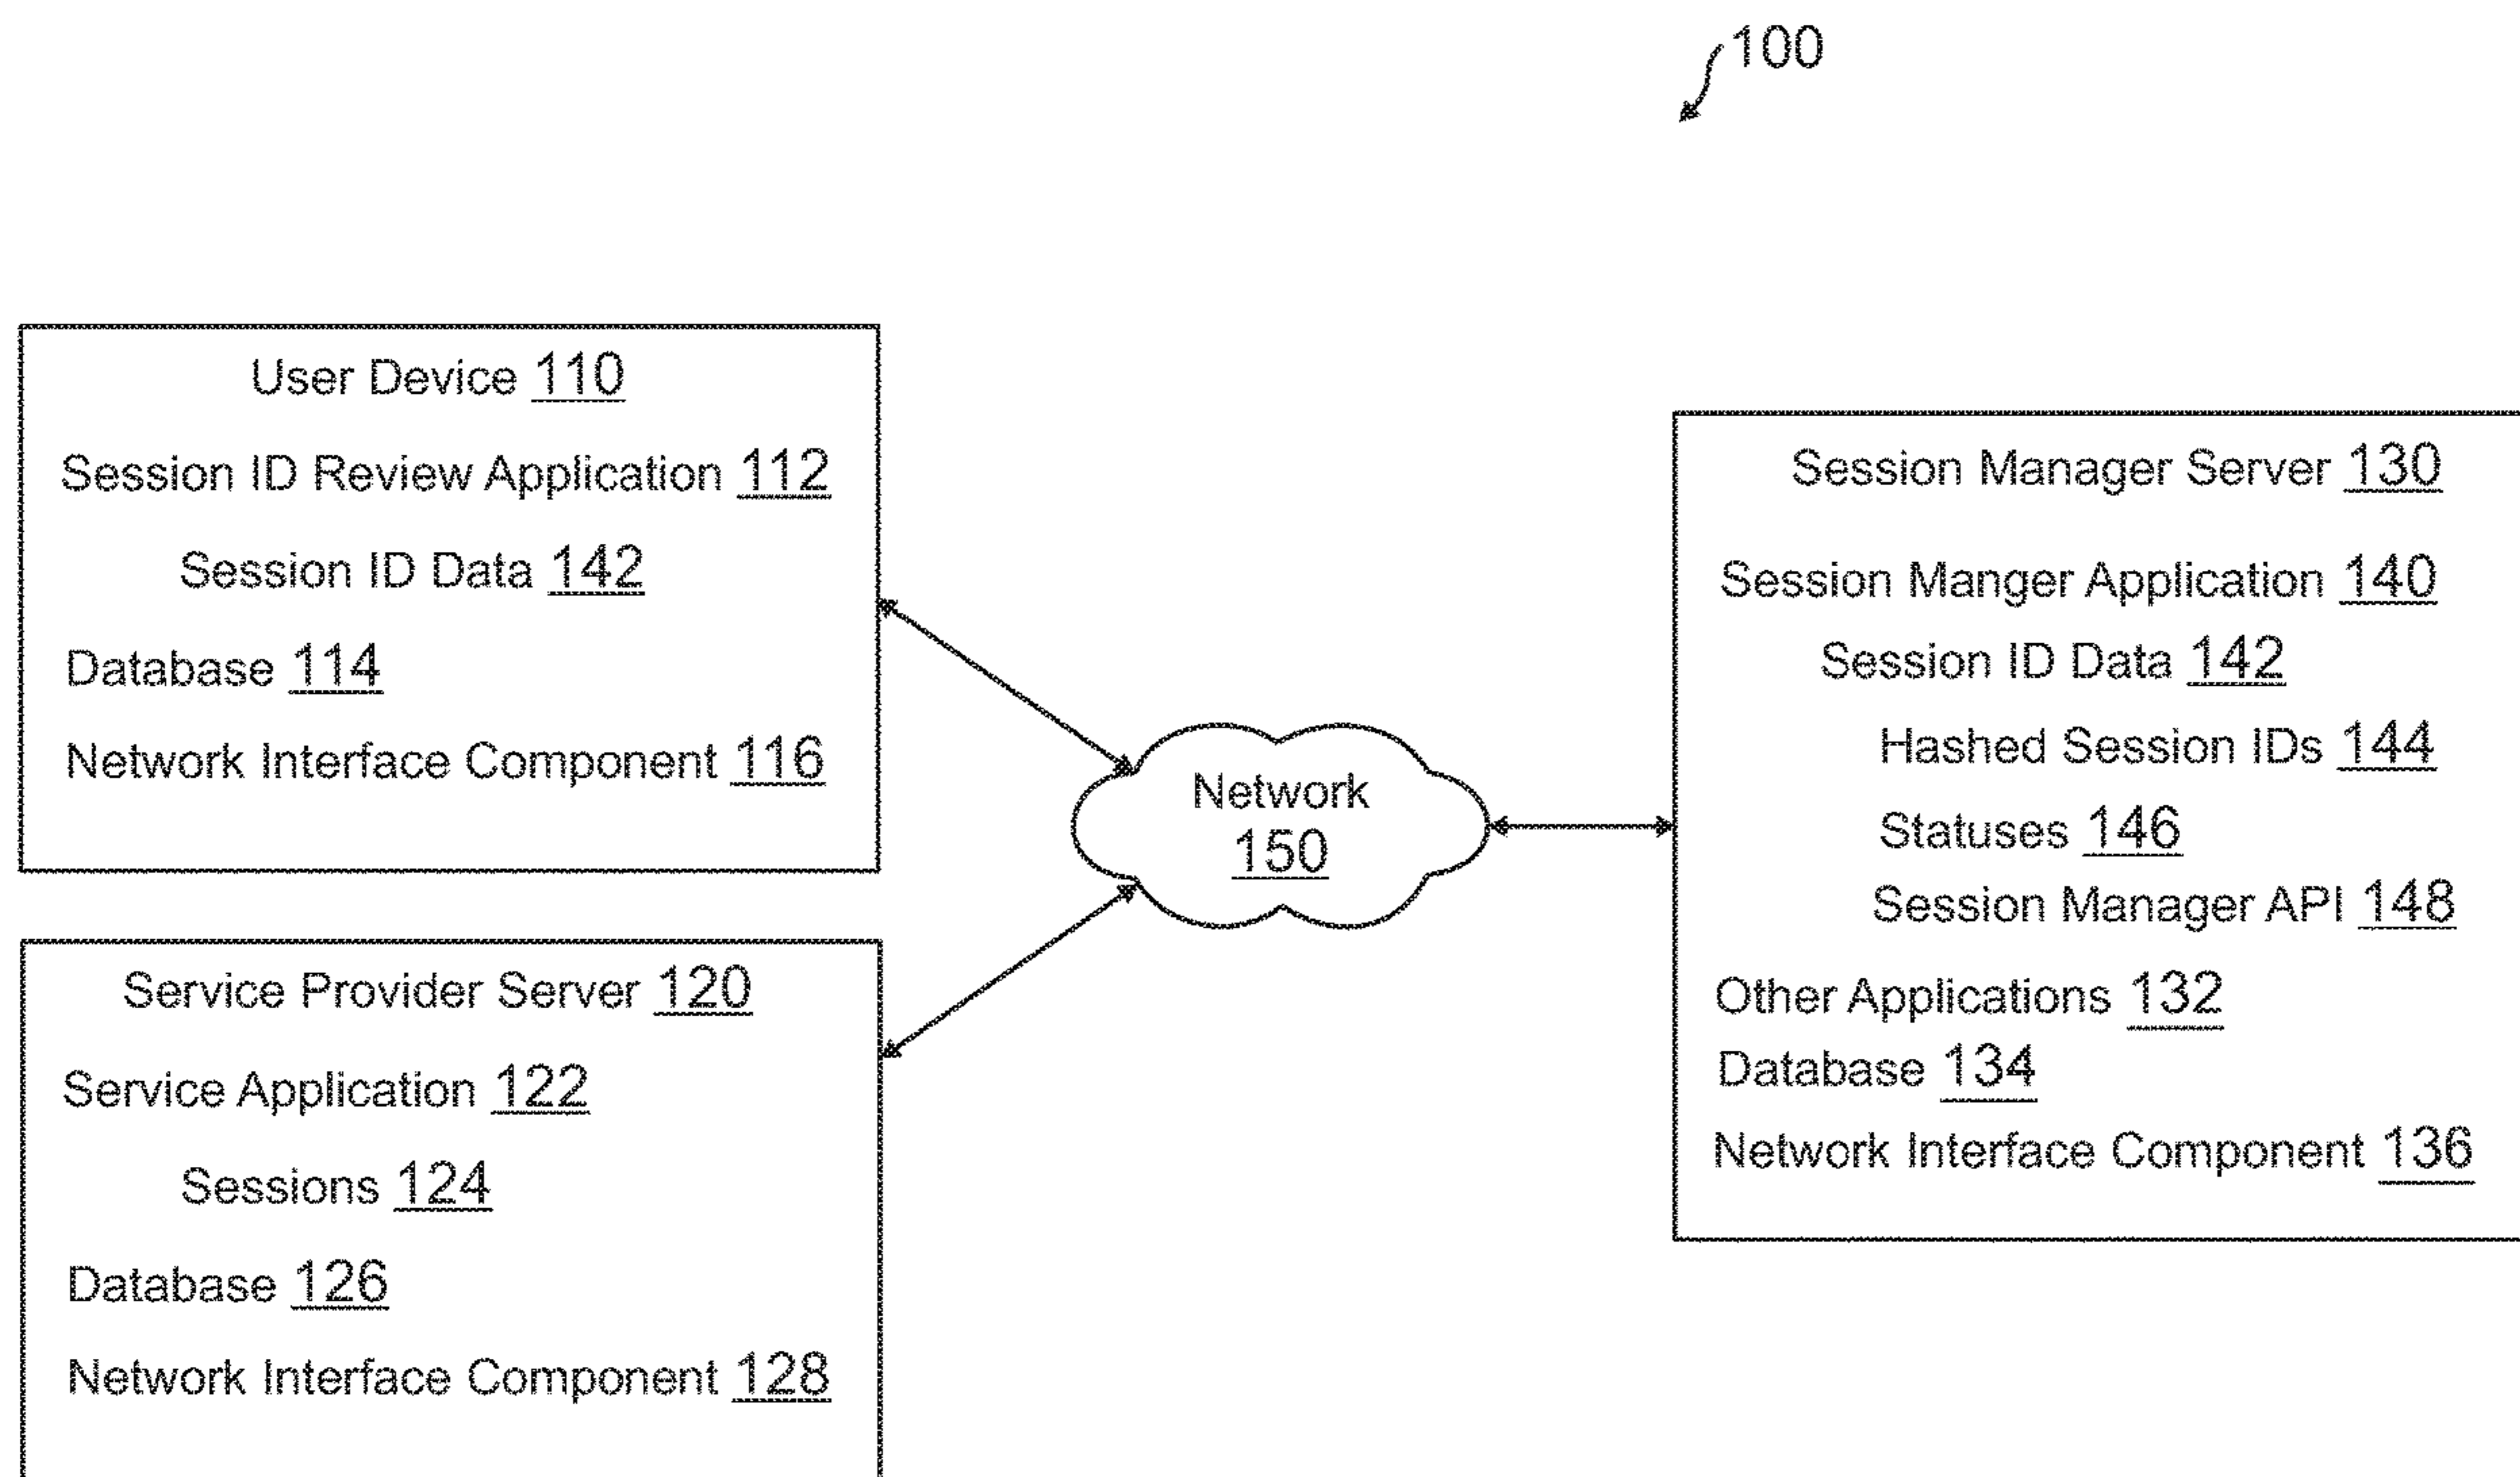 100
User Device 110
Session ID Review Application 112
Session ID Data 142
Database 114
Network Interface Component 116
Service Provider Server 120
Service Application 122
Sessions 124
Database 126
Network Interface Component 128
Network
150
Session Manager Server 130
Session Manger Application 140
Session ID Data 142
Hashed Session IDs 144
Statuses 146
Session Manager API 148
Other Applications 132
Database 134
Network Interface Component 136